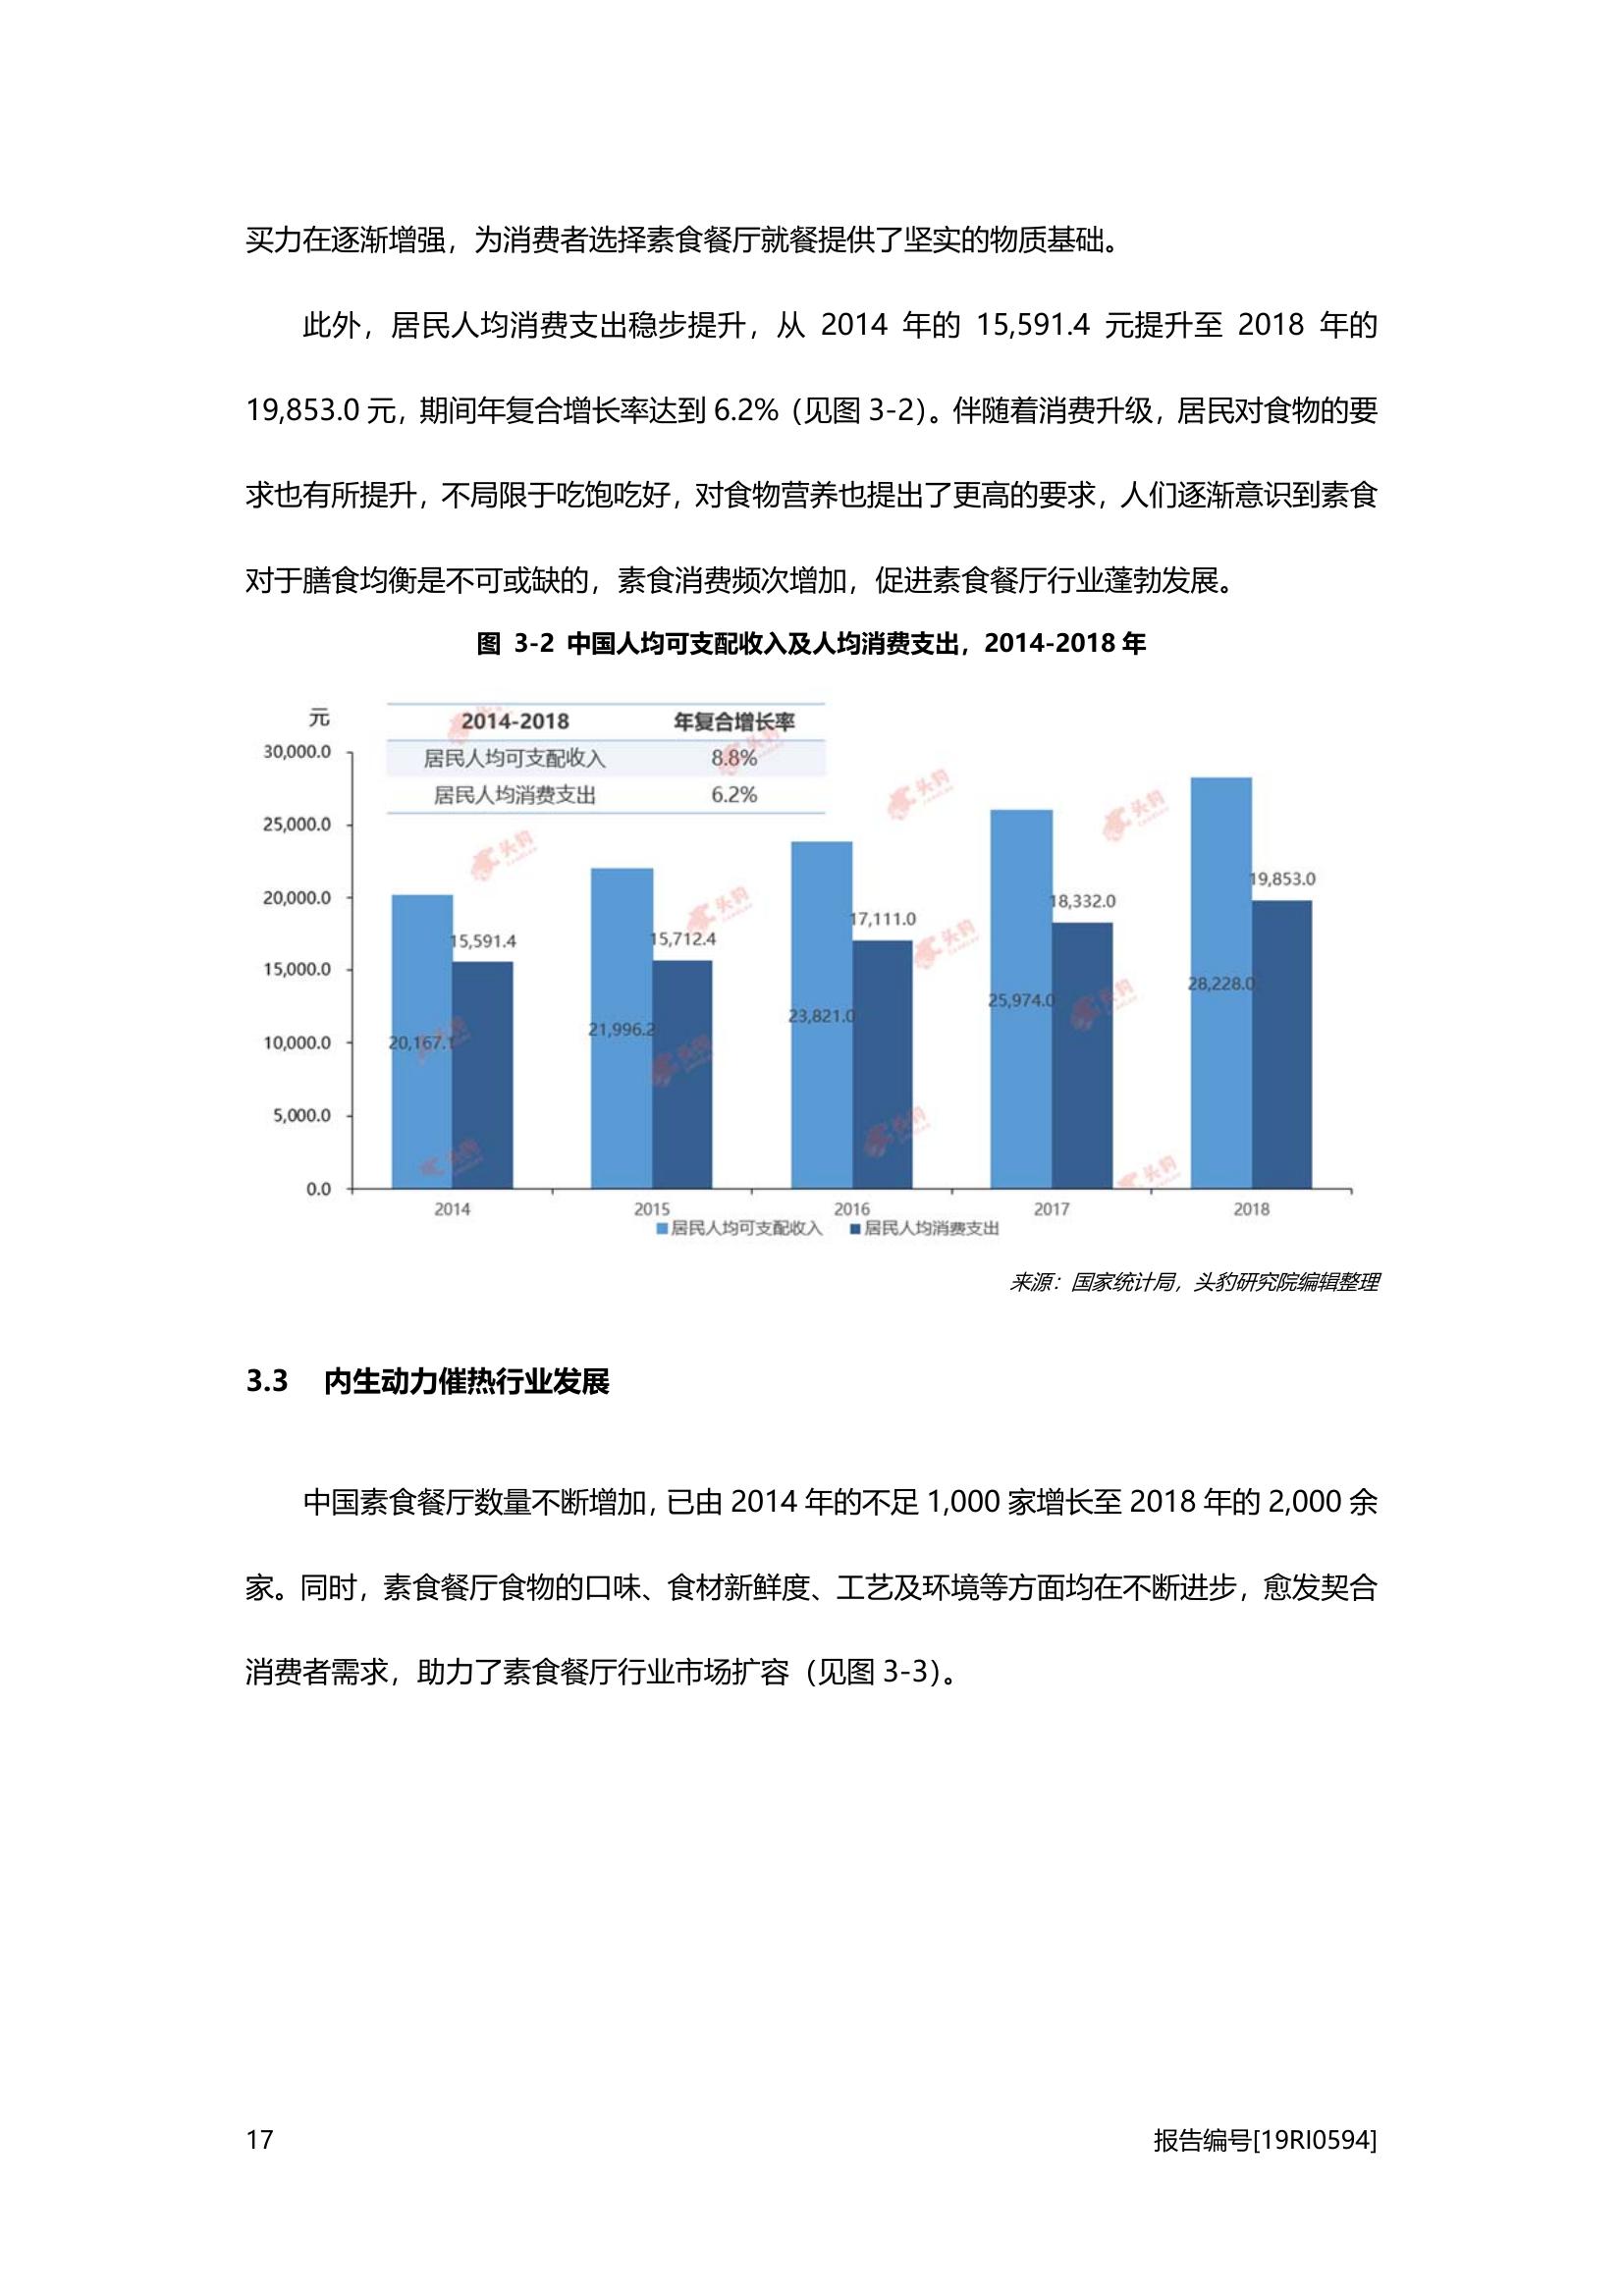 买力在逐渐增强，为消费者选择素食餐厅就餐提供了坚实的物质基础。
此外，居民人均消费支出稳步提升，从 2014 年的 15,591.4 元提升至 2018 年的
19,853.0 元，期间年复合增长率达到 6.2%（见图 3-2）。伴随着消费升级，居民对食物的要
求也有所提升，不局限于吃饱吃好，对食物营养也提出了更高的要求，人们逐渐意识到素食
对于膳食均衡是不可或缺的，素食消费频次增加，促进素食餐厅行业蓬勃发展。
图 3-2 中国人均可支配收入及人均消费支出，2014-2018 年
元
2014-2018 年复合增长率
居民人均可支配收入 8.8%
居民人均消费支出 6.2%
30,000.0
25,000.0
20,000.0
15,000.0
10,000.0
5,000.0
0.0
20,167.1
15,591.4
21,996.2
15,712.4
23,821.0
17,111.0
25,974.0
18,332.0
28,228.0
19,853.0
2014 2015 2016 2017 2018
居民人均可支配收入 居民人均消费支出
头豹
头豹
头豹
头豹
头豹
头豹
头豹
头豹
头豹
头豹
来源：国家统计局，头豹研究院编辑整理
3.3 内生动力催热行业发展
中国素食餐厅数量不断增加，已由 2014 年的不足 1,000 家增长至 2018 年的 2,000 余
家。同时，素食餐厅食物的口味、食材新鲜度、工艺及环境等方面均在不断进步，愈发契合
消费者需求，助力了素食餐厅行业市场扩容（见图 3-3）。
17
报告编号[19RI0594]